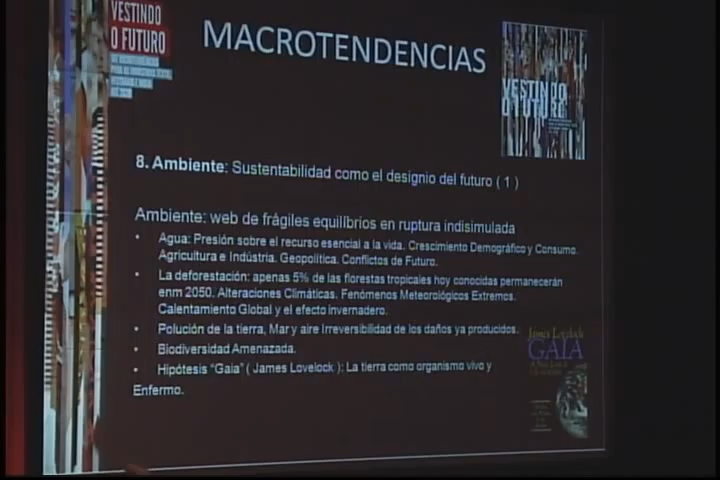 VESTINDO
O FUTURO
MACROTENDENCIAS
VESTINDO
O FUTURO
8. Ambiente: Sustentabilidad como el designio del futuro ( 1 )
Ambiente: web de frágiles equilíbrios en ruptura indisimulada
• Agua: Presión sobre el recurso esencial a la vida. Crescimiento Demográfico y Consumo.
Agricultura e Indústria. Geopolítica. Conflictos de Futuro.
• La deforestación: apenas 5% de las florestas tropicales hoy conocidas permanecerán
enm 2050. Alteraciones Climáticas. Fenómenos Meteorológicos Extremos.
Calentamiento Global y el efecto invernadero.
• Polución de la tierra, Mar y aire Irreversibilidad de los daños ya producidos.
• Biodiversidad Amenazada.
• Hipótesis "Gaia" ( James Lovelock ): La tierra como organismo vivo y
Enfermo.
James Lovelock
GAIA